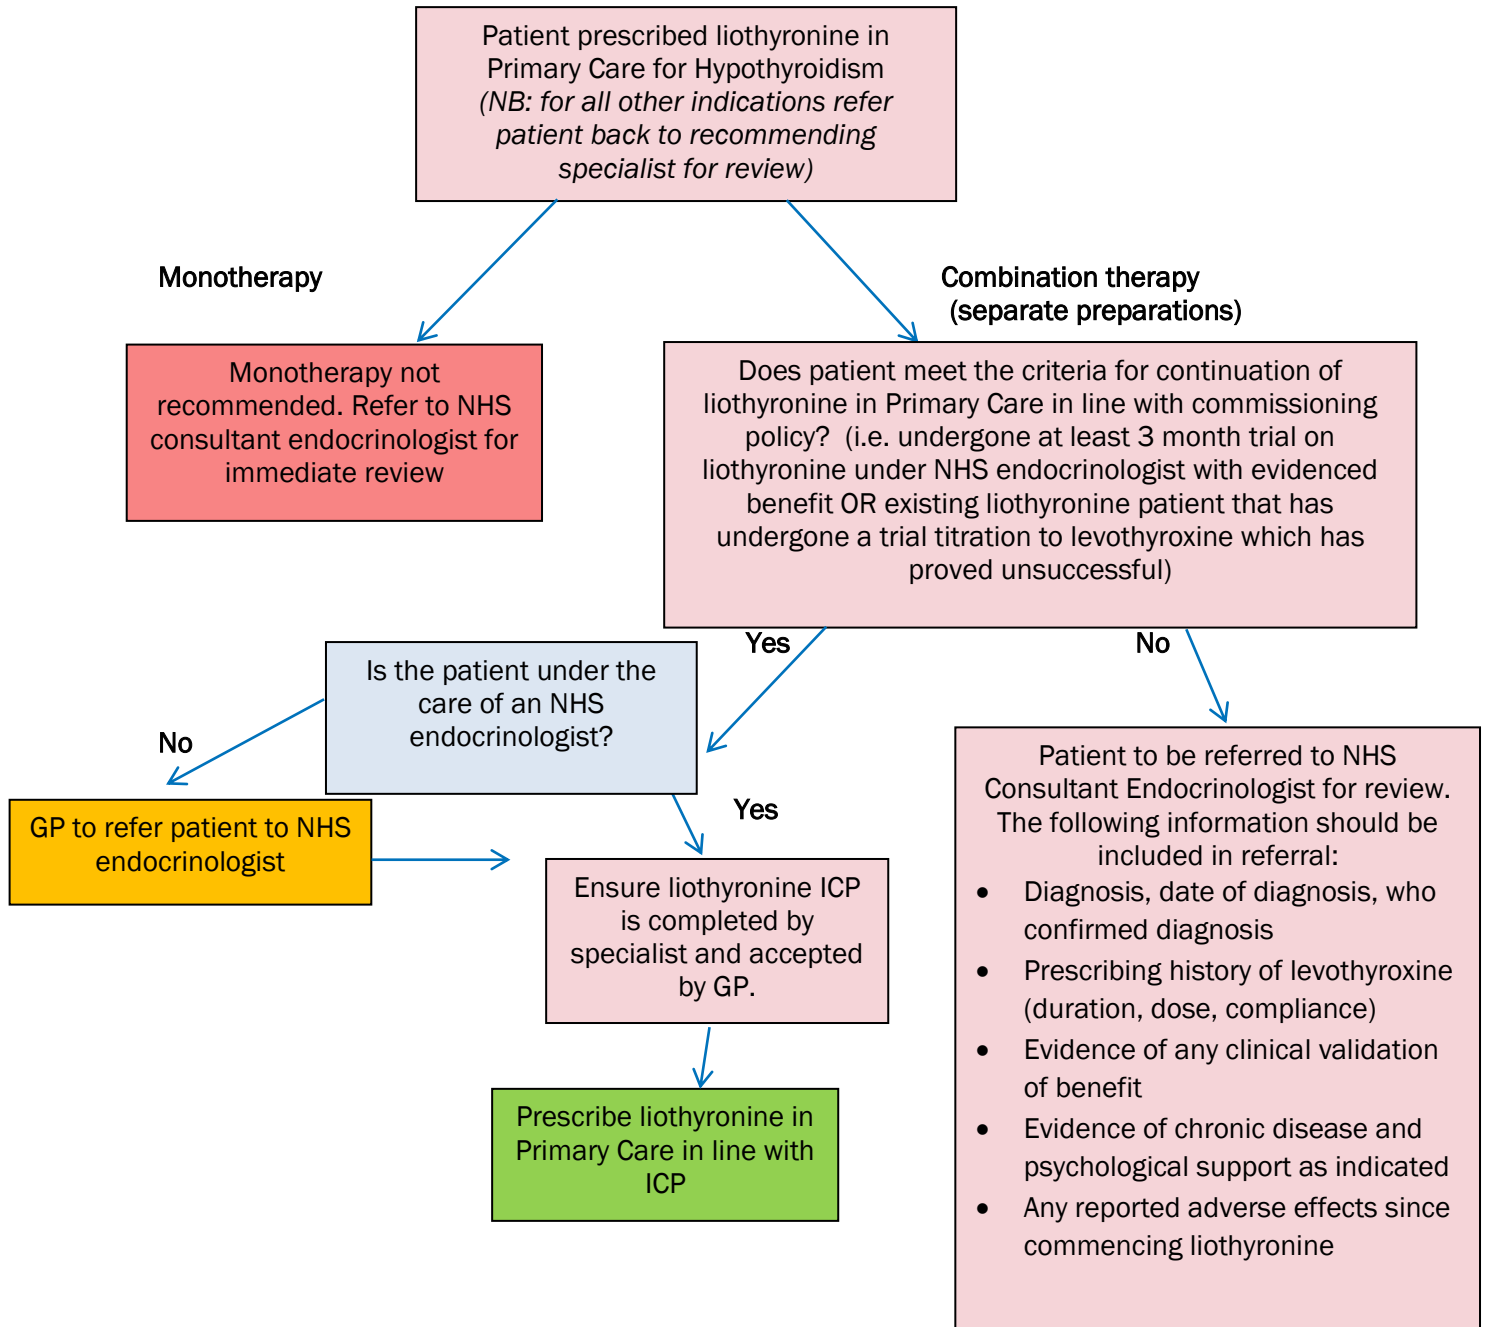 Patient prescribed liothyronine in
Primary Care for Hypothyroidism
(NB: for all other indications refer
patient back to recommending
specialist for review)
Monotherapy
Combination therapy
(separate preparations)
Monotherapy not
recommended. Refer to NHS
consultant endocrinologist for
immediate review
Does patient meet the criteria for continuation of
liothyronine in Primary Care in line with commissioning
policy? (i.e. undergone at least 3 month trial on
liothyronine under NHS endocrinologist with evidenced
benefit OR existing liothyronine patient that has
undergone a trial titration to levothyroxine which has
proved unsuccessful)
Yes
No
Is the patient under the
care of an NHS
endocrinologist?
No
Yes
GP to refer patient to NHS
endocrinologist
Ensure liothyronine ICP
is completed by
specialist and accepted
by GP.
Prescribe liothyronine in
Primary Care in line with
ICP
Patient to be referred to NHS
Consultant Endocrinologist for review.
The following information should be
included in referral:
• Diagnosis, date of diagnosis, who
confirmed diagnosis
• Prescribing history of levothyroxine
(duration, dose, compliance)
• Evidence of any clinical validation
of benefit
• Evidence of chronic disease and
psychological support as indicated
• Any reported adverse effects since
commencing liothyronine